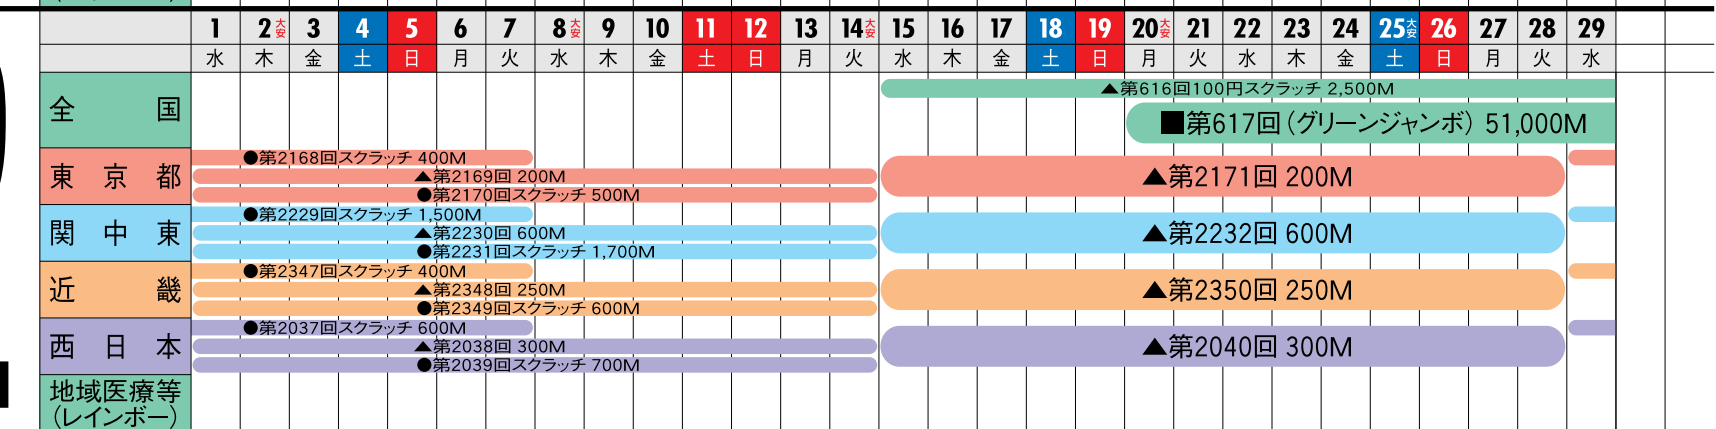 1 2 大安 3 4 5 6 7 8 大安 9 10 11 12 13 14 大安 15 16 17 18 19 20 大安 21 22 23 24 25 大安 26 27 28 29
水 木 金 土 日 月 火 水 木 金 土 日 月 火 水 木 金 土 日 月 火 水 木 金 土 日 月 火 水
全国
▲第616回100円スクラッチ 2,500M
■第617回(グリーンジャンボ) 51,000M
東京都
●第2168回スクラッチ 400M
▲第2169回 200M
●第2170回スクラッチ 500M
▲第2171回 200M
関中東
●第2229回スクラッチ 1,500M
▲第2230回 600M
●第2231回スクラッチ 1,700M
▲第2232回 600M
近畿
●第2347回スクラッチ 400M
▲第2348回 250M
●第2349回スクラッチ 600M
▲第2350回 250M
西日本
●第2037回スクラッチ 600M
▲第2038回 300M
●第2039回スクラッチ 700M
▲第2040回 300M
地域医療等
(レインボー)